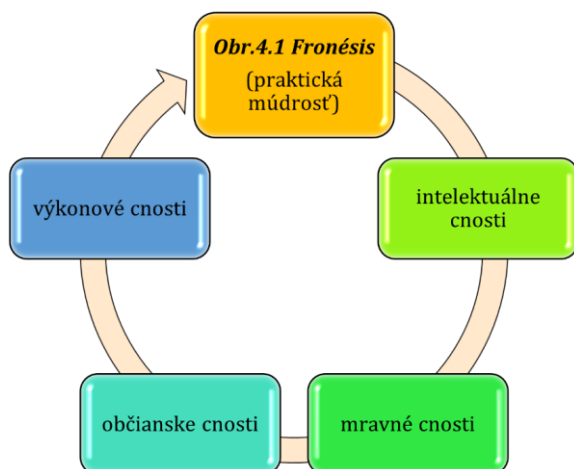 Obr.4.1 Fronésis
(praktická
múdrosť)
intelektuálne
cnosti
mravné cnosti
občianske cnosti
výkonové cnosti